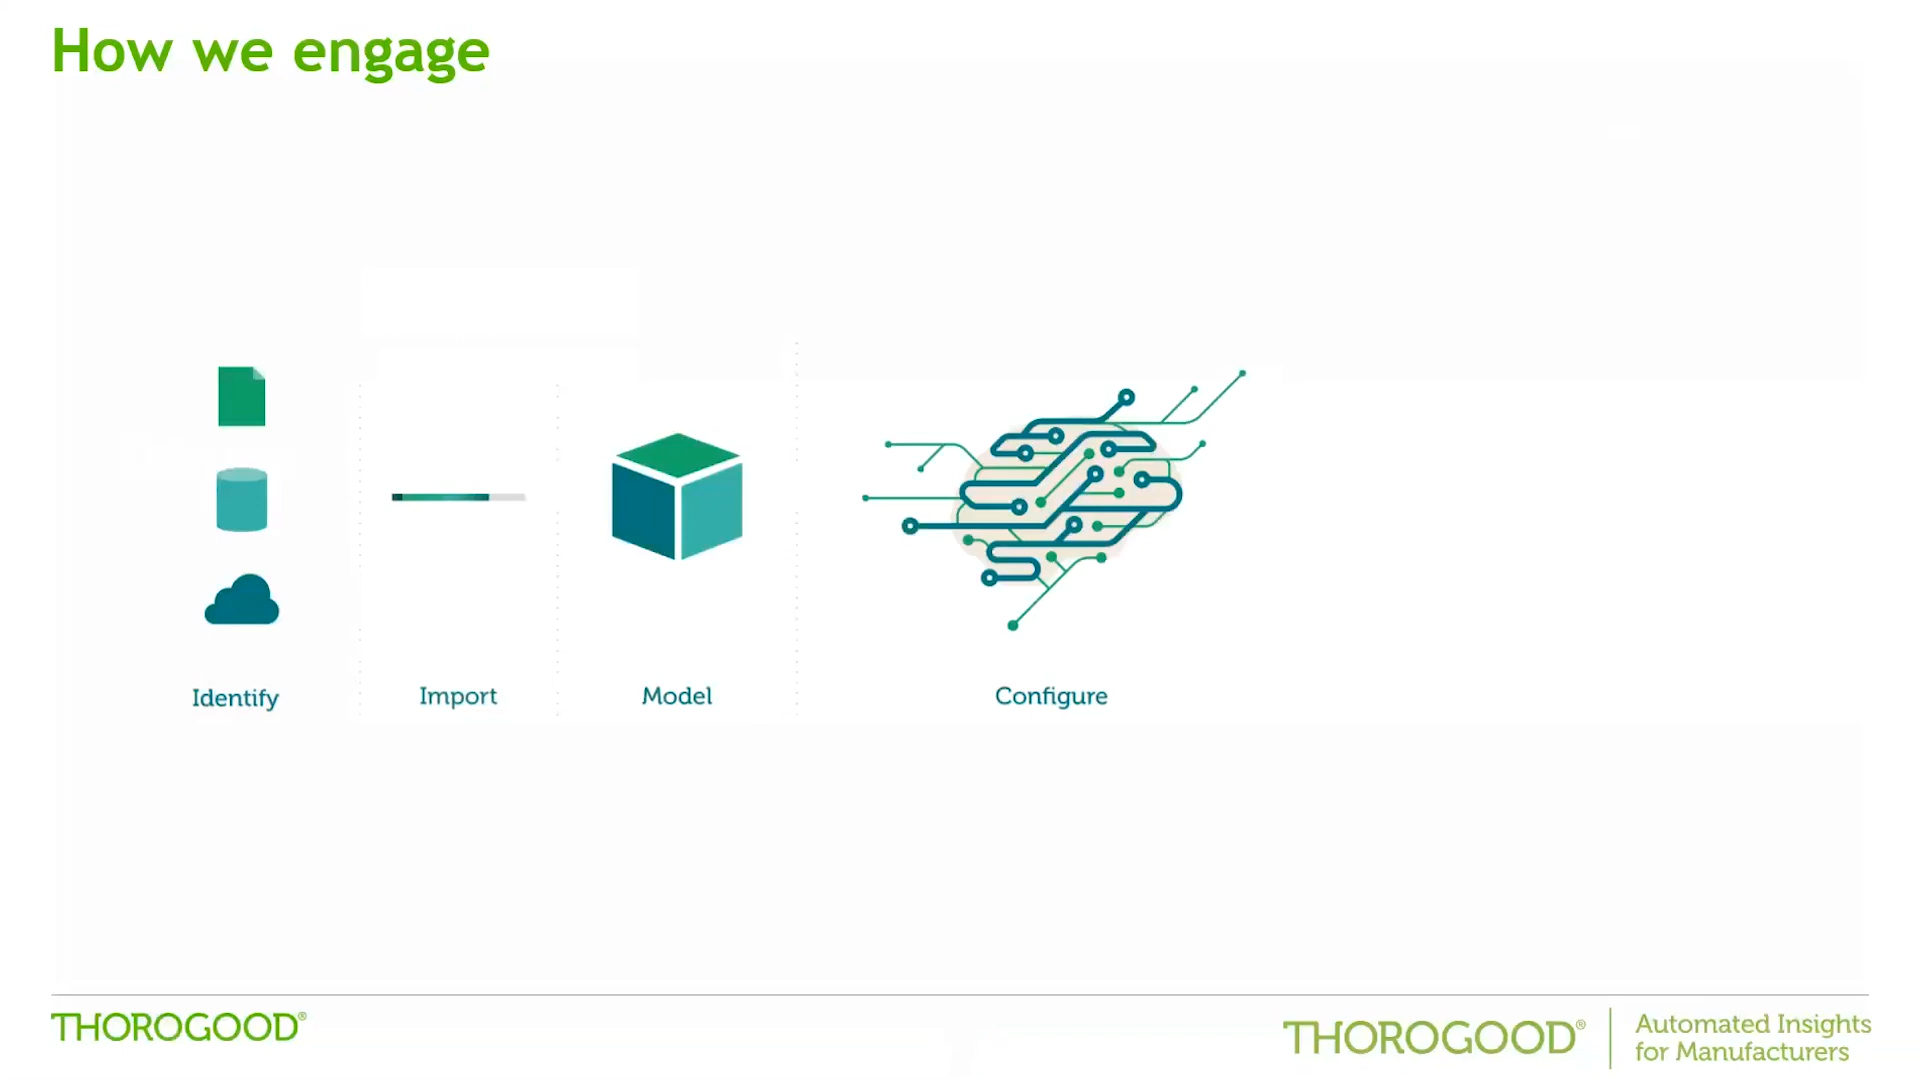 How we engage
Identify
Import
Model
Configure
THOROGOOD®
THOROGOOD®
Automated Insights
for Manufacturers